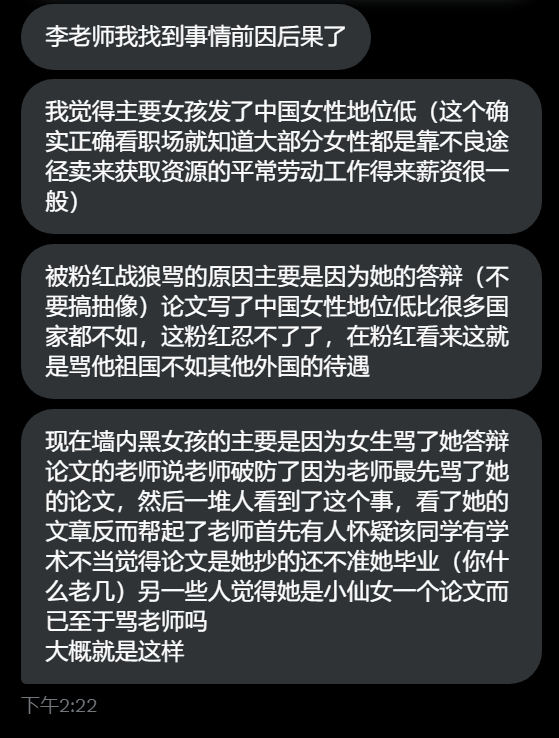 李老师我找到事情前因后果了
我觉得主要女孩发了中国女性地位低（这个确
实正确看职场就知道大部分女性都是靠不良途
径卖来获取资源的平常劳动工作得来薪资很一
般）
被粉红战狼骂的原因主要是因为她的答辩（不
要搞抽像）论文写了中国女性地位低比很多国
家都不如，这粉红忍不了了，在粉红看来这就
是骂他祖国不如其他外国的待遇
现在墙内黑女孩的主要是因为女生骂了她答辩
论文的老师说老师破防了因为老师最先骂了她
的论文，然后一堆人看到了这个事，看了她的
文章反而帮起了老师首先有人怀疑该同学有学
术不当觉得论文是她抄的还不准她毕业（你什
么老几）另一些人觉得她是小仙女一个论文而
已至于骂老师吗
大概就是这样
下午2:22